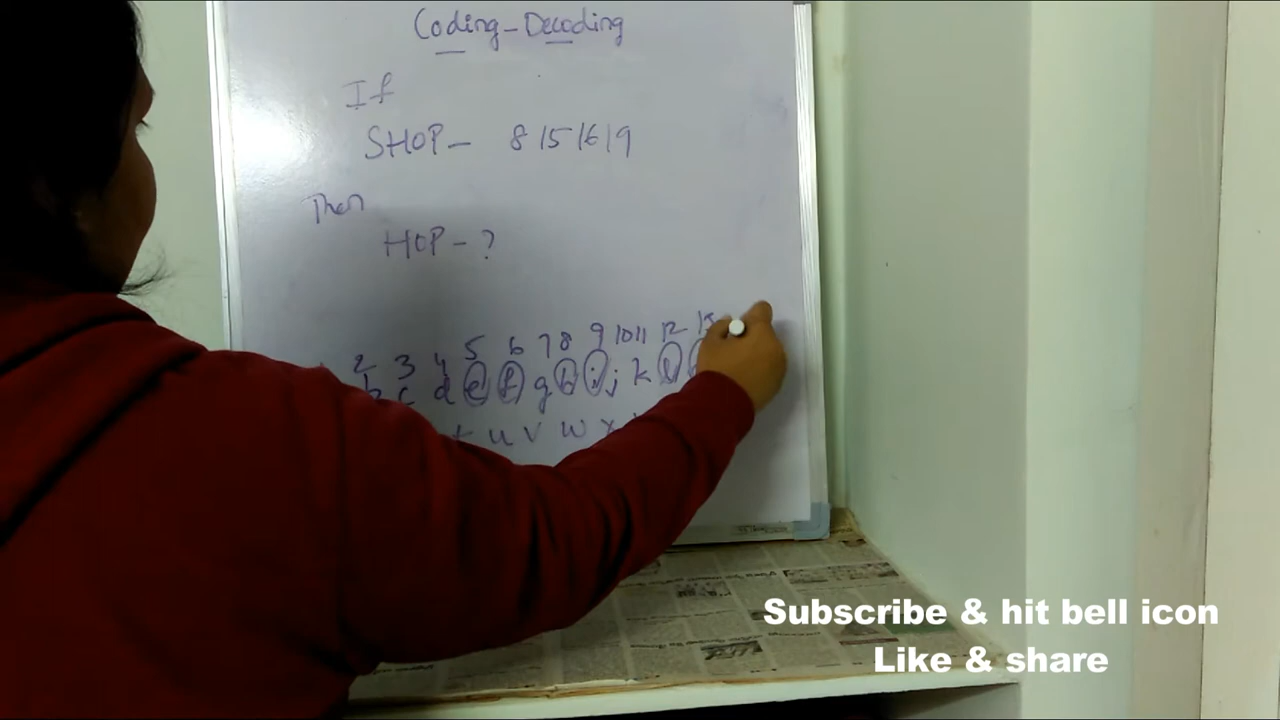 Coding - Decoding
If
SHOP - 8 15 16 19
Then
HOP - ?
2 3 4 5 6 7 8 9 10 11 12 13
b c d e f g h i j k l
t u v w x
Subscribe & hit bell icon
Like & share